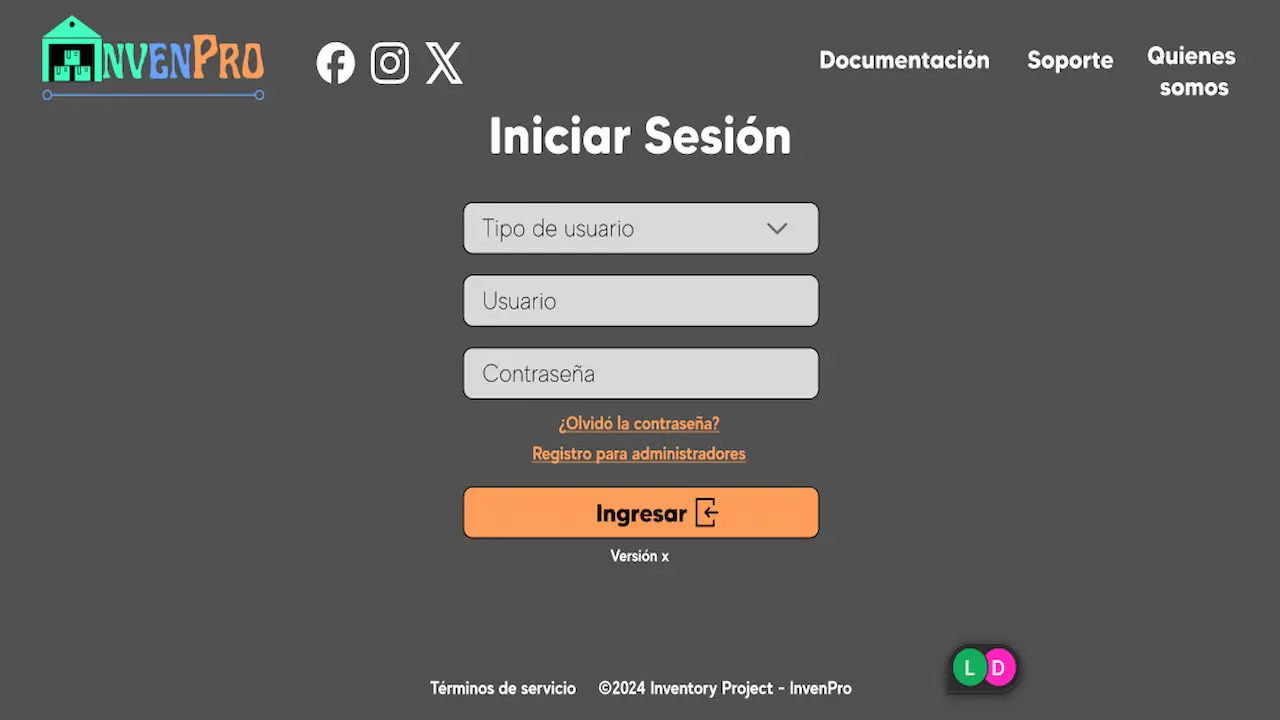 INVENPRO
Documentación
Soporte
Quienes
somos
Iniciar Sesión
Tipo de usuario
Usuario
Contraseña
¿Olvidó la contraseña?
Registro para administradores
Ingresar
Versión x
L D
Términos de servicio ©2024 Inventory Project - InvenPro